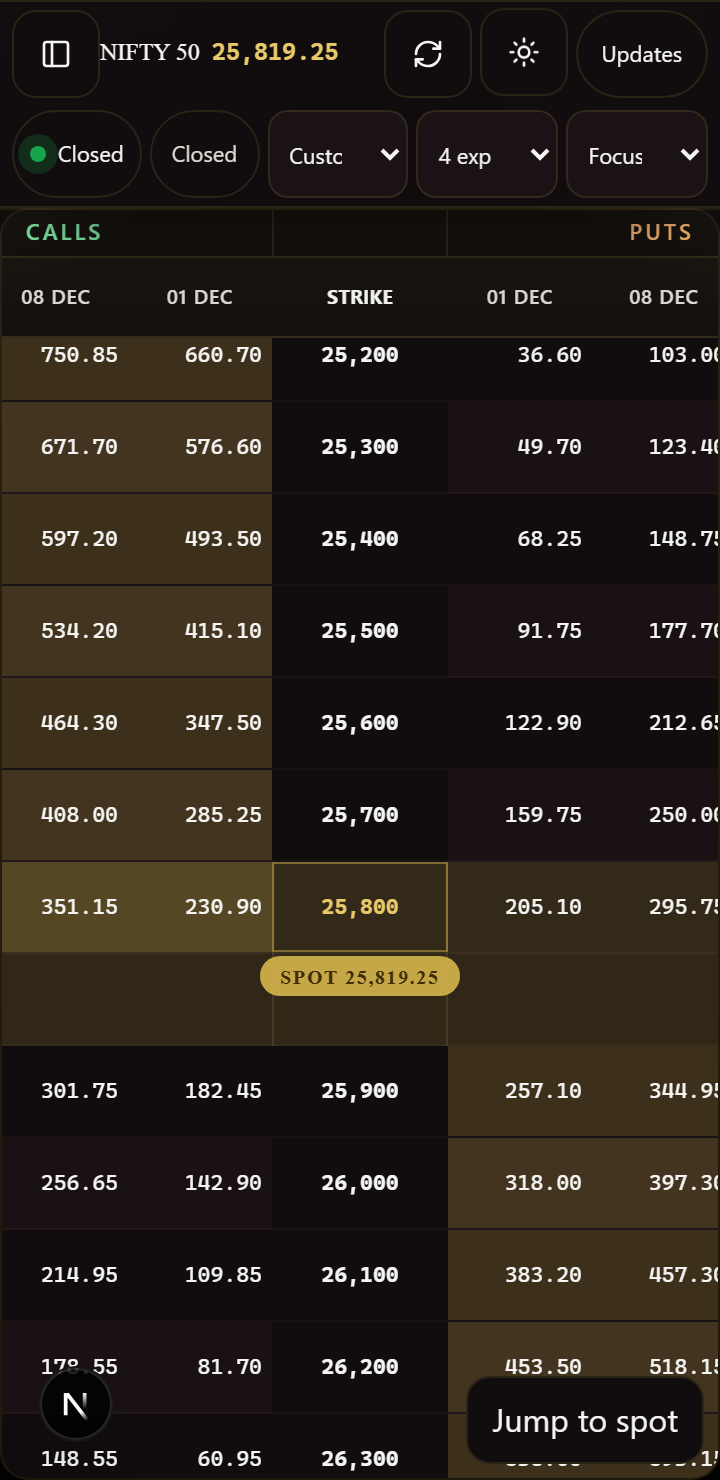 NIFTY 50 25,819.25 Updates
Closed Closed Custc 4 exp Focus
CALLS PUTS
08 DEC 01 DEC STRIKE 01 DEC 08 DEC
750.85 660.70 25,200 36.60 103.00
671.70 576.60 25,300 49.70 123.40
597.20 493.50 25,400 68.25 148.75
534.20 415.10 25,500 91.75 177.70
464.30 347.50 25,600 122.90 212.65
408.00 285.25 25,700 159.75 250.00
351.15 230.90 25,800 205.10 295.75
SPOT 25,819.25
301.75 182.45 25,900 257.10 344.95
256.65 142.90 26,000 318.00 397.30
214.95 109.85 26,100 383.20 457.30
178.55 81.70 26,200 453.50 518.15
N Jump to spot
148.55 60.95 26,300